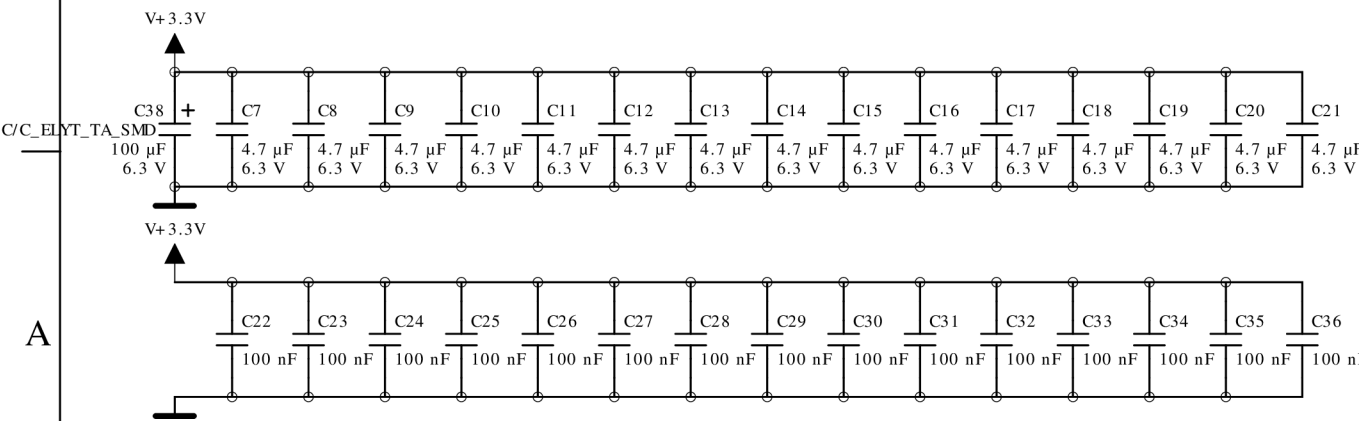 V+3.3V
C38 + C7 C8 C9 C10 C11 C12 C13 C14 C15 C16 C17 C18 C19 C20 C21
C/C_ELYT_TA_SMD
100 µF 4.7 µF 4.7 µF 4.7 µF 4.7 µF 4.7 µF 4.7 µF 4.7 µF 4.7 µF 4.7 µF 4.7 µF 4.7 µF 4.7 µF 4.7 µF 4.7 µF 4.7 µF
6.3 V 6.3 V 6.3 V 6.3 V 6.3 V 6.3 V 6.3 V 6.3 V 6.3 V 6.3 V 6.3 V 6.3 V 6.3 V 6.3 V 6.3 V 6.3 V
V+3.3V
C22 C23 C24 C25 C26 C27 C28 C29 C30 C31 C32 C33 C34 C35 C36
A
100 nF 100 nF 100 nF 100 nF 100 nF 100 nF 100 nF 100 nF 100 nF 100 nF 100 nF 100 nF 100 nF 100 nF 100 n